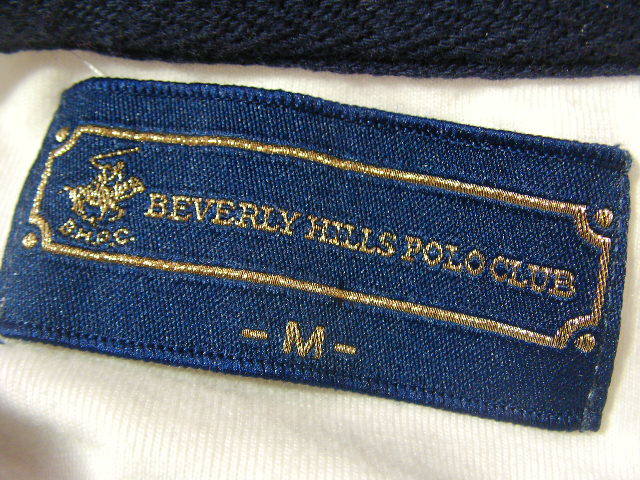 BEVERLY HILLS POLO CLUB
B.H.P.C.
- M -